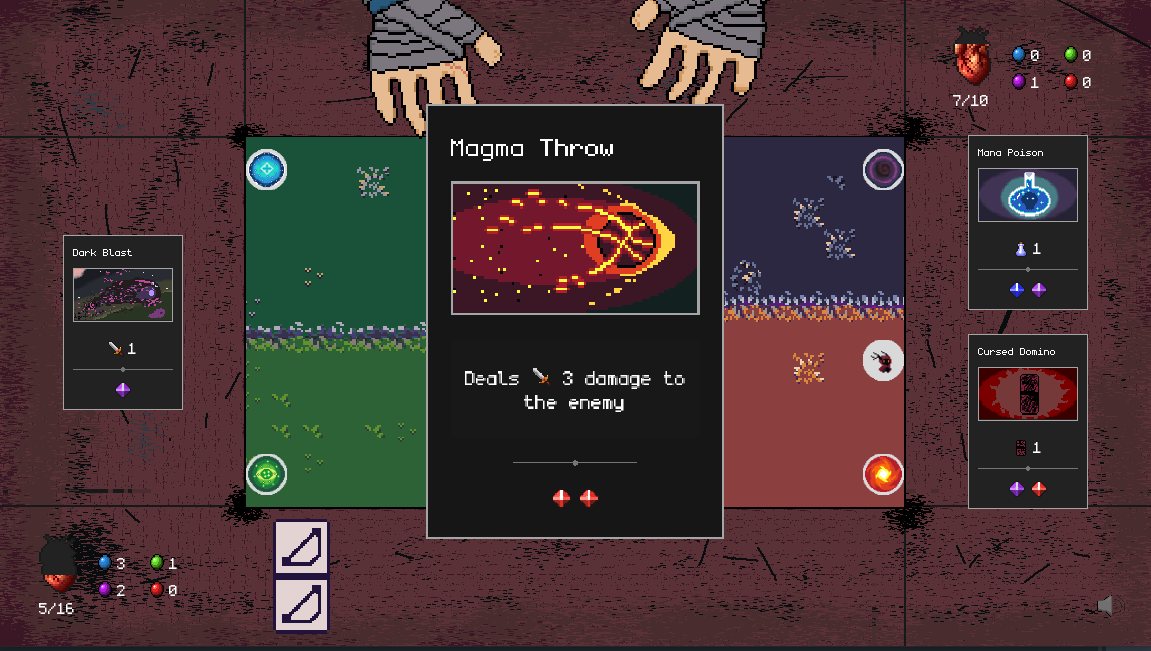 0 0
1 0
7/10
Magma Throw
Mana Poison
1
Dark Blast
1
Deals 3 damage to
the enemy
Cursed Domino
1
3 1
2 0
5/16